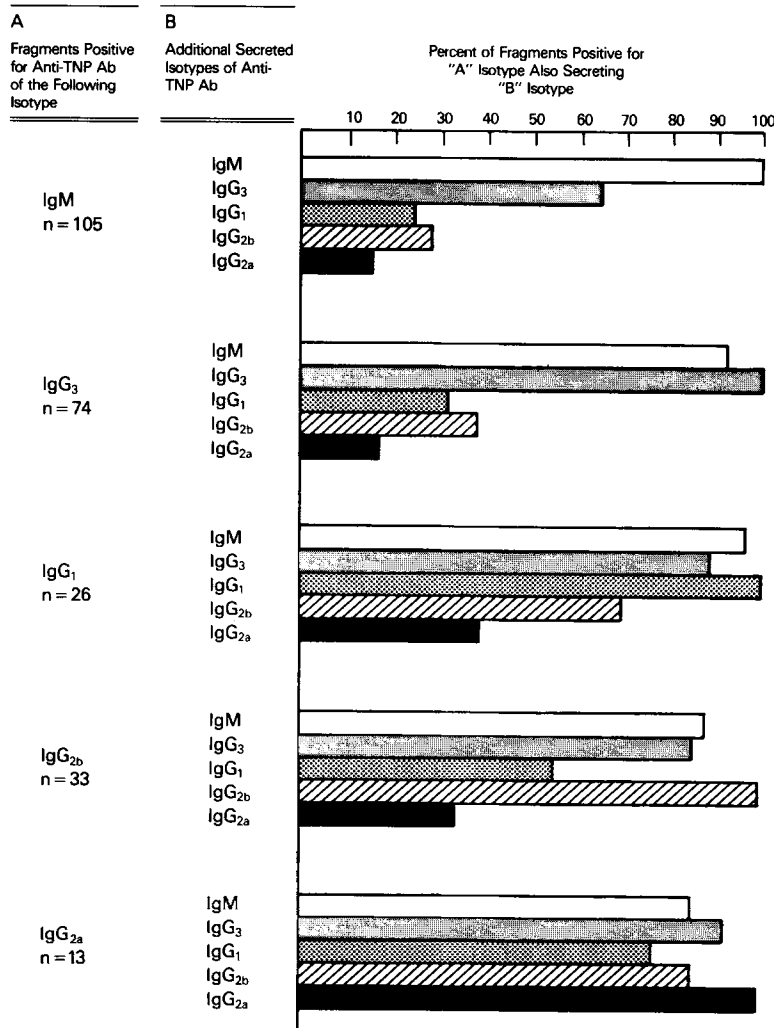 A
Fragments Positive
for Anti-TNP Ab
of the Following
Isotype
B
Additional Secreted
Isotypes of Anti-
TNP Ab
Percent of Fragments Positive for
"A" Isotype Also Secreting
"B" Isotype
10 20 30 40 50 60 70 80 90 100
IgM
n = 105
IgM
IgG3
IgG1
IgG2b
IgG2a
IgG3
n = 74
IgM
IgG3
IgG1
IgG2b
IgG2a
IgG1
n = 26
IgM
IgG3
IgG1
IgG2b
IgG2a
IgG2b
n = 33
IgM
IgG3
IgG1
IgG2b
IgG2a
IgG2a
n = 13
IgM
IgG3
IgG1
IgG2b
IgG2a